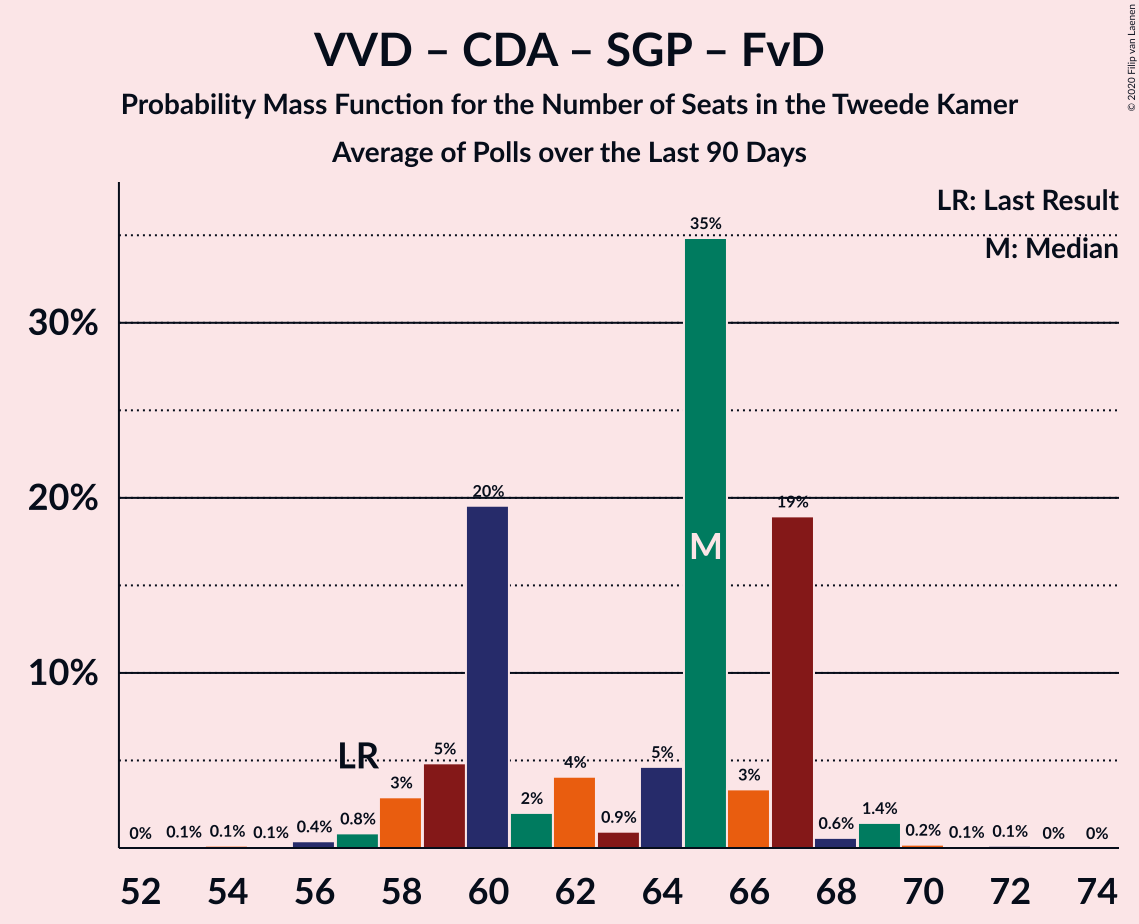 VVD – CDA – SGP – FvD
Probability Mass Function for the Number of Seats in the Tweede Kamer
Average of Polls over the Last 90 Days
© 2020 Filip van Laenen
LR: Last Result
M: Median
30%
20%
10%
0%
0.1%
0.1%
0.1%
0.4%
0.8%
3%
5%
20%
2%
4%
0.9%
5%
35%
3%
19%
0.6%
1.4%
0.2%
0.1%
0.1%
0%
0%
LR
M
52 54 56 58 60 62 64 66 68 70 72 74